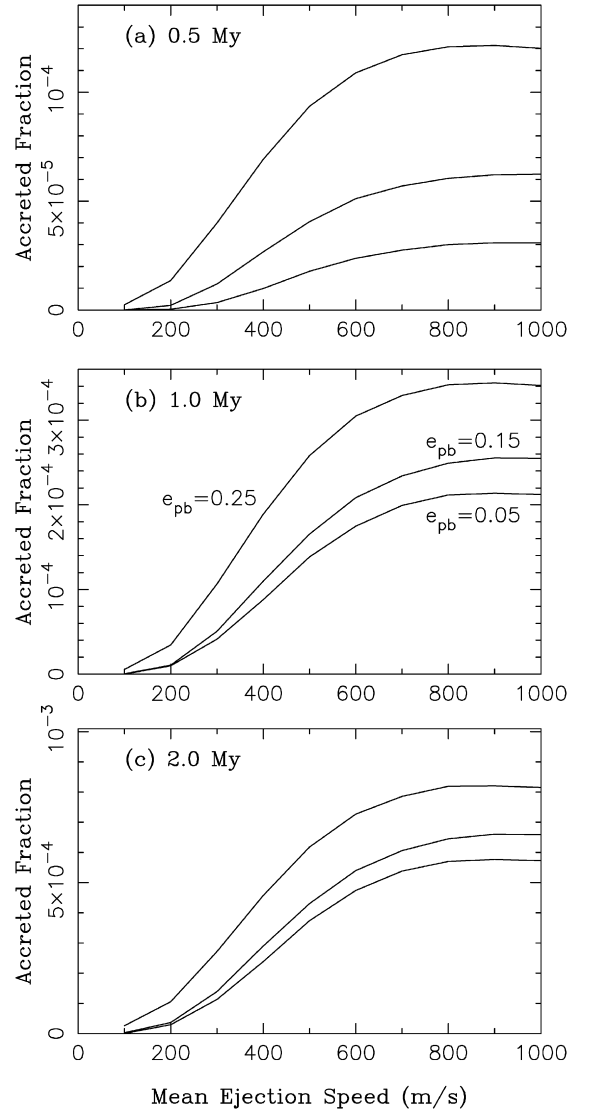 (a) 0.5 My
Accreted Fraction
10⁻⁴
5×10⁻⁵
0
0 200 400 600 800 1000
(b) 1.0 My
Accreted Fraction
3×10⁻⁴
2×10⁻⁴
10⁻⁴
0
e_pb=0.15
e_pb=0.25
e_pb=0.05
0 200 400 600 800 1000
(c) 2.0 My
Accreted Fraction
10⁻³
5×10⁻⁴
0
0 200 400 600 800 1000
Mean Ejection Speed (m/s)